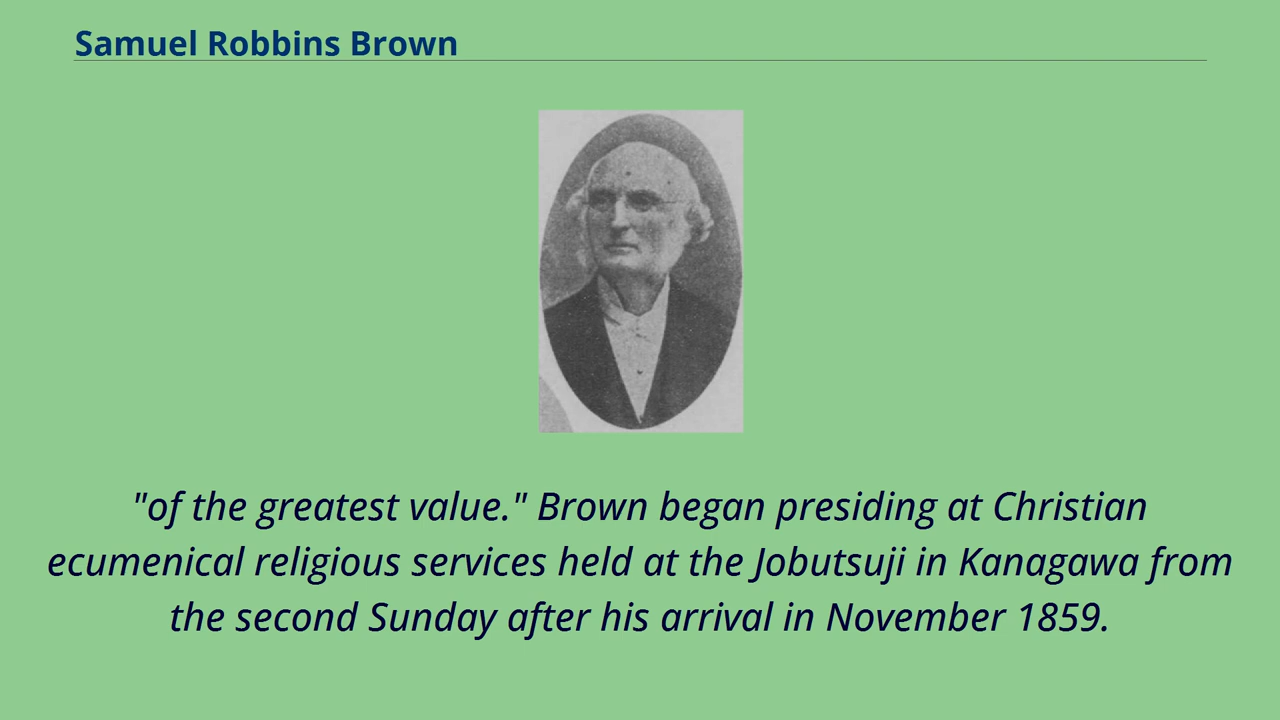 Samuel Robbins Brown
"of the greatest value." Brown began presiding at Christian
ecumenical religious services held at the Jobutsuji in Kanagawa from
the second Sunday after his arrival in November 1859.